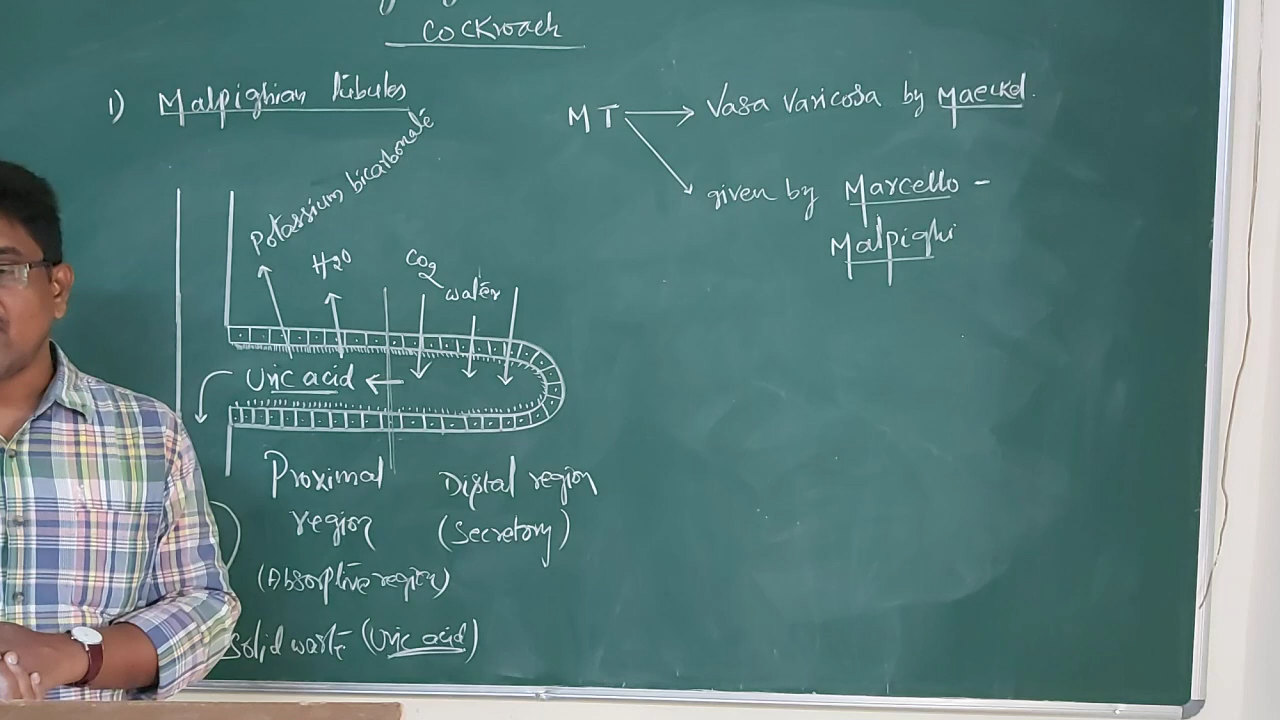 Cockroach
1) Malpighian tubules
MT → Vasa Varicosa by Maeckel.
given by Marcello -
Malpighi
Potassium bicarbonate
H2O
CO2
water
Uric acid ←
Proximal
region
(Absorptive region)
Distal region
(Secretory)
Solid waste (Uric acid)